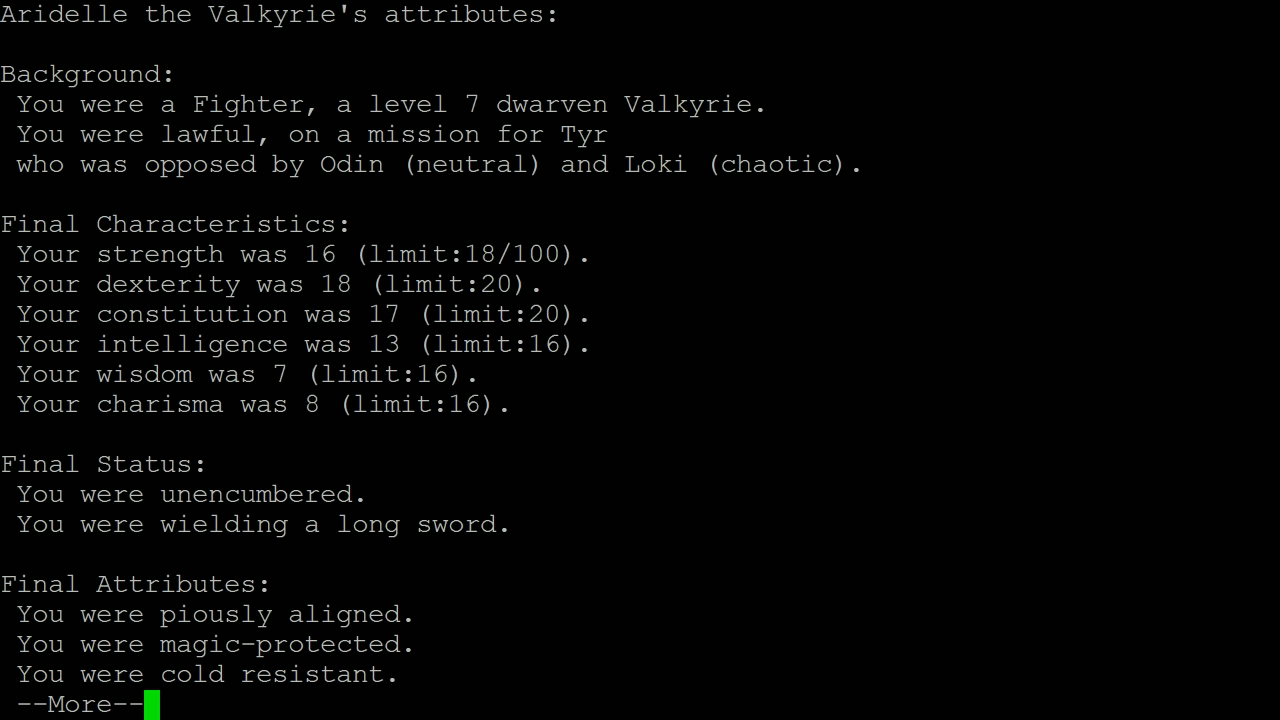 Aridelle the Valkyrie's attributes:
Background:
You were a Fighter, a level 7 dwarven Valkyrie.
You were lawful, on a mission for Tyr
who was opposed by Odin (neutral) and Loki (chaotic).
Final Characteristics:
Your strength was 16 (limit:18/100).
Your dexterity was 18 (limit:20).
Your constitution was 17 (limit:20).
Your intelligence was 13 (limit:16).
Your wisdom was 7 (limit:16).
Your charisma was 8 (limit:16).
Final Status:
You were unencumbered.
You were wielding a long sword.
Final Attributes:
You were piously aligned.
You were magic-protected.
You were cold resistant.
--More--